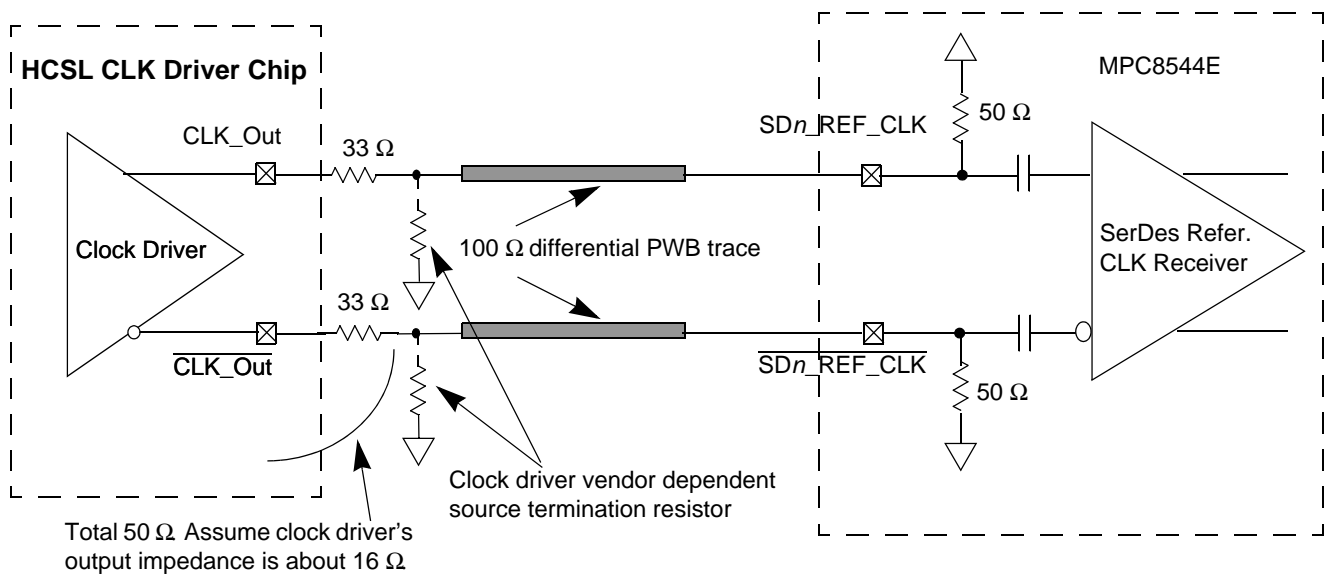 HCSL CLK Driver Chip
MPC8544E
CLK_Out
33 Ω
SDn_REF_CLK
50 Ω
Clock Driver
100 Ω differential PWB trace
SerDes Refer.
CLK Receiver
33 Ω
CLK_Out
SDn_REF_CLK
50 Ω
Clock driver vendor dependent
source termination resistor
Total 50 Ω Assume clock driver's
output impedance is about 16 Ω